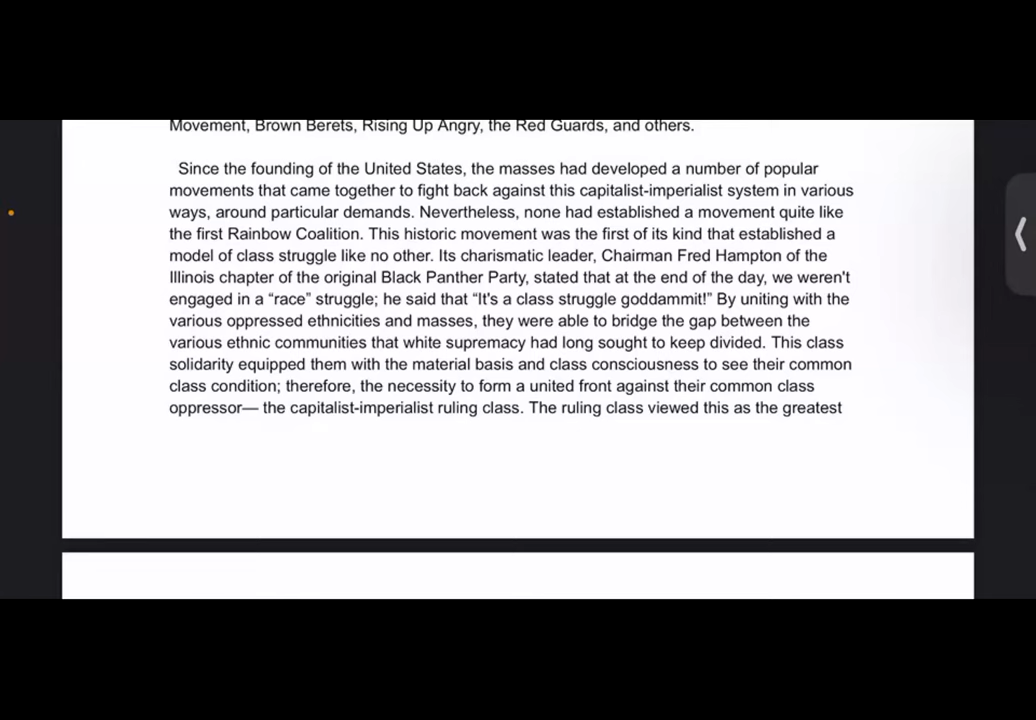 Movement, Brown Berets, Rising Up Angry, the Red Guards, and others.
Since the founding of the United States, the masses had developed a number of popular
movements that came together to fight back against this capitalist-imperialist system in various
ways, around particular demands. Nevertheless, none had established a movement quite like
the first Rainbow Coalition. This historic movement was the first of its kind that established a
model of class struggle like no other. Its charismatic leader, Chairman Fred Hampton of the
Illinois chapter of the original Black Panther Party, stated that at the end of the day, we weren't
engaged in a “race” struggle; he said that “It's a class struggle goddammit!” By uniting with the
various oppressed ethnicities and masses, they were able to bridge the gap between the
various ethnic communities that white supremacy had long sought to keep divided. This class
solidarity equipped them with the material basis and class consciousness to see their common
class condition; therefore, the necessity to form a united front against their common class
oppressor— the capitalist-imperialist ruling class. The ruling class viewed this as the greatest